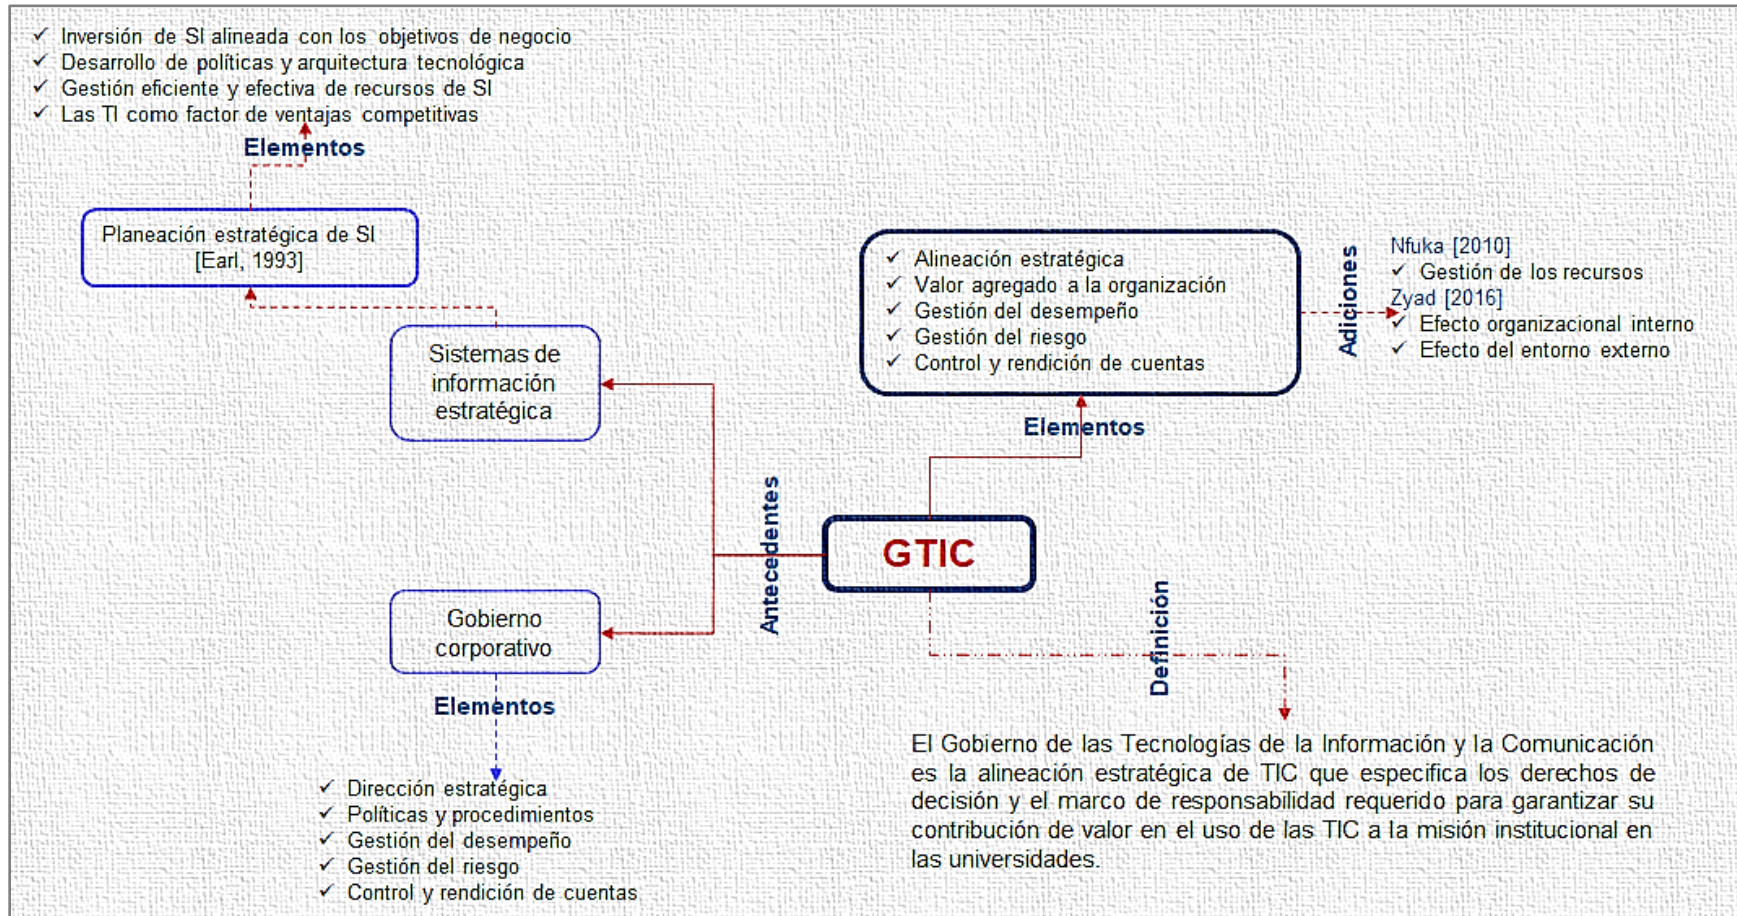 ✓ Inversión de SI alineada con los objetivos de negocio
✓ Desarrollo de políticas y arquitectura tecnológica
✓ Gestión eficiente y efectiva de recursos de SI
✓ Las TI como factor de ventajas competitivas
Elementos
Planeación estratégica de SI
[Earl, 1993]
Sistemas de
información
estratégica
✓ Alineación estratégica
✓ Valor agregado a la organización
✓ Gestión del desempeño
✓ Gestión del riesgo
✓ Control y rendición de cuentas
Adiciones
Nfuka [2010]
✓ Gestión de los recursos
Zyad [2016]
✓ Efecto organizacional interno
✓ Efecto del entorno externo
Elementos
Antecedentes
GTIC
Gobierno
corporativo
Elementos
✓ Dirección estratégica
✓ Políticas y procedimientos
✓ Gestión del desempeño
✓ Gestión del riesgo
✓ Control y rendición de cuentas
Definición
El Gobierno de las Tecnologías de la Información y la Comunicación
es la alineación estratégica de TIC que especifica los derechos de
decisión y el marco de responsabilidad requerido para garantizar su
contribución de valor en el uso de las TIC a la misión institucional en
las universidades.